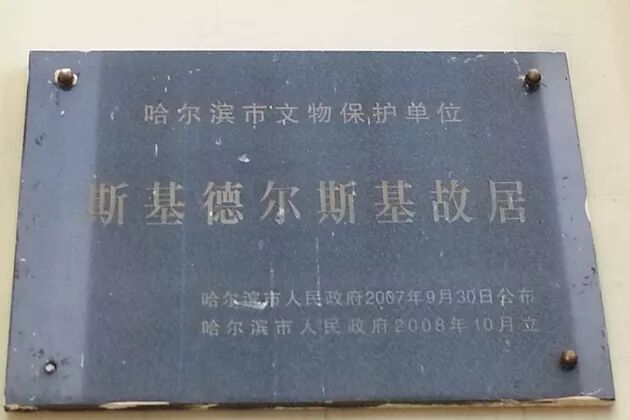 哈尔滨市文物保护单位
斯基德尔斯基故居
哈尔滨市人民政府2007年9月30日公布
哈尔滨市人民政府2008年10月立